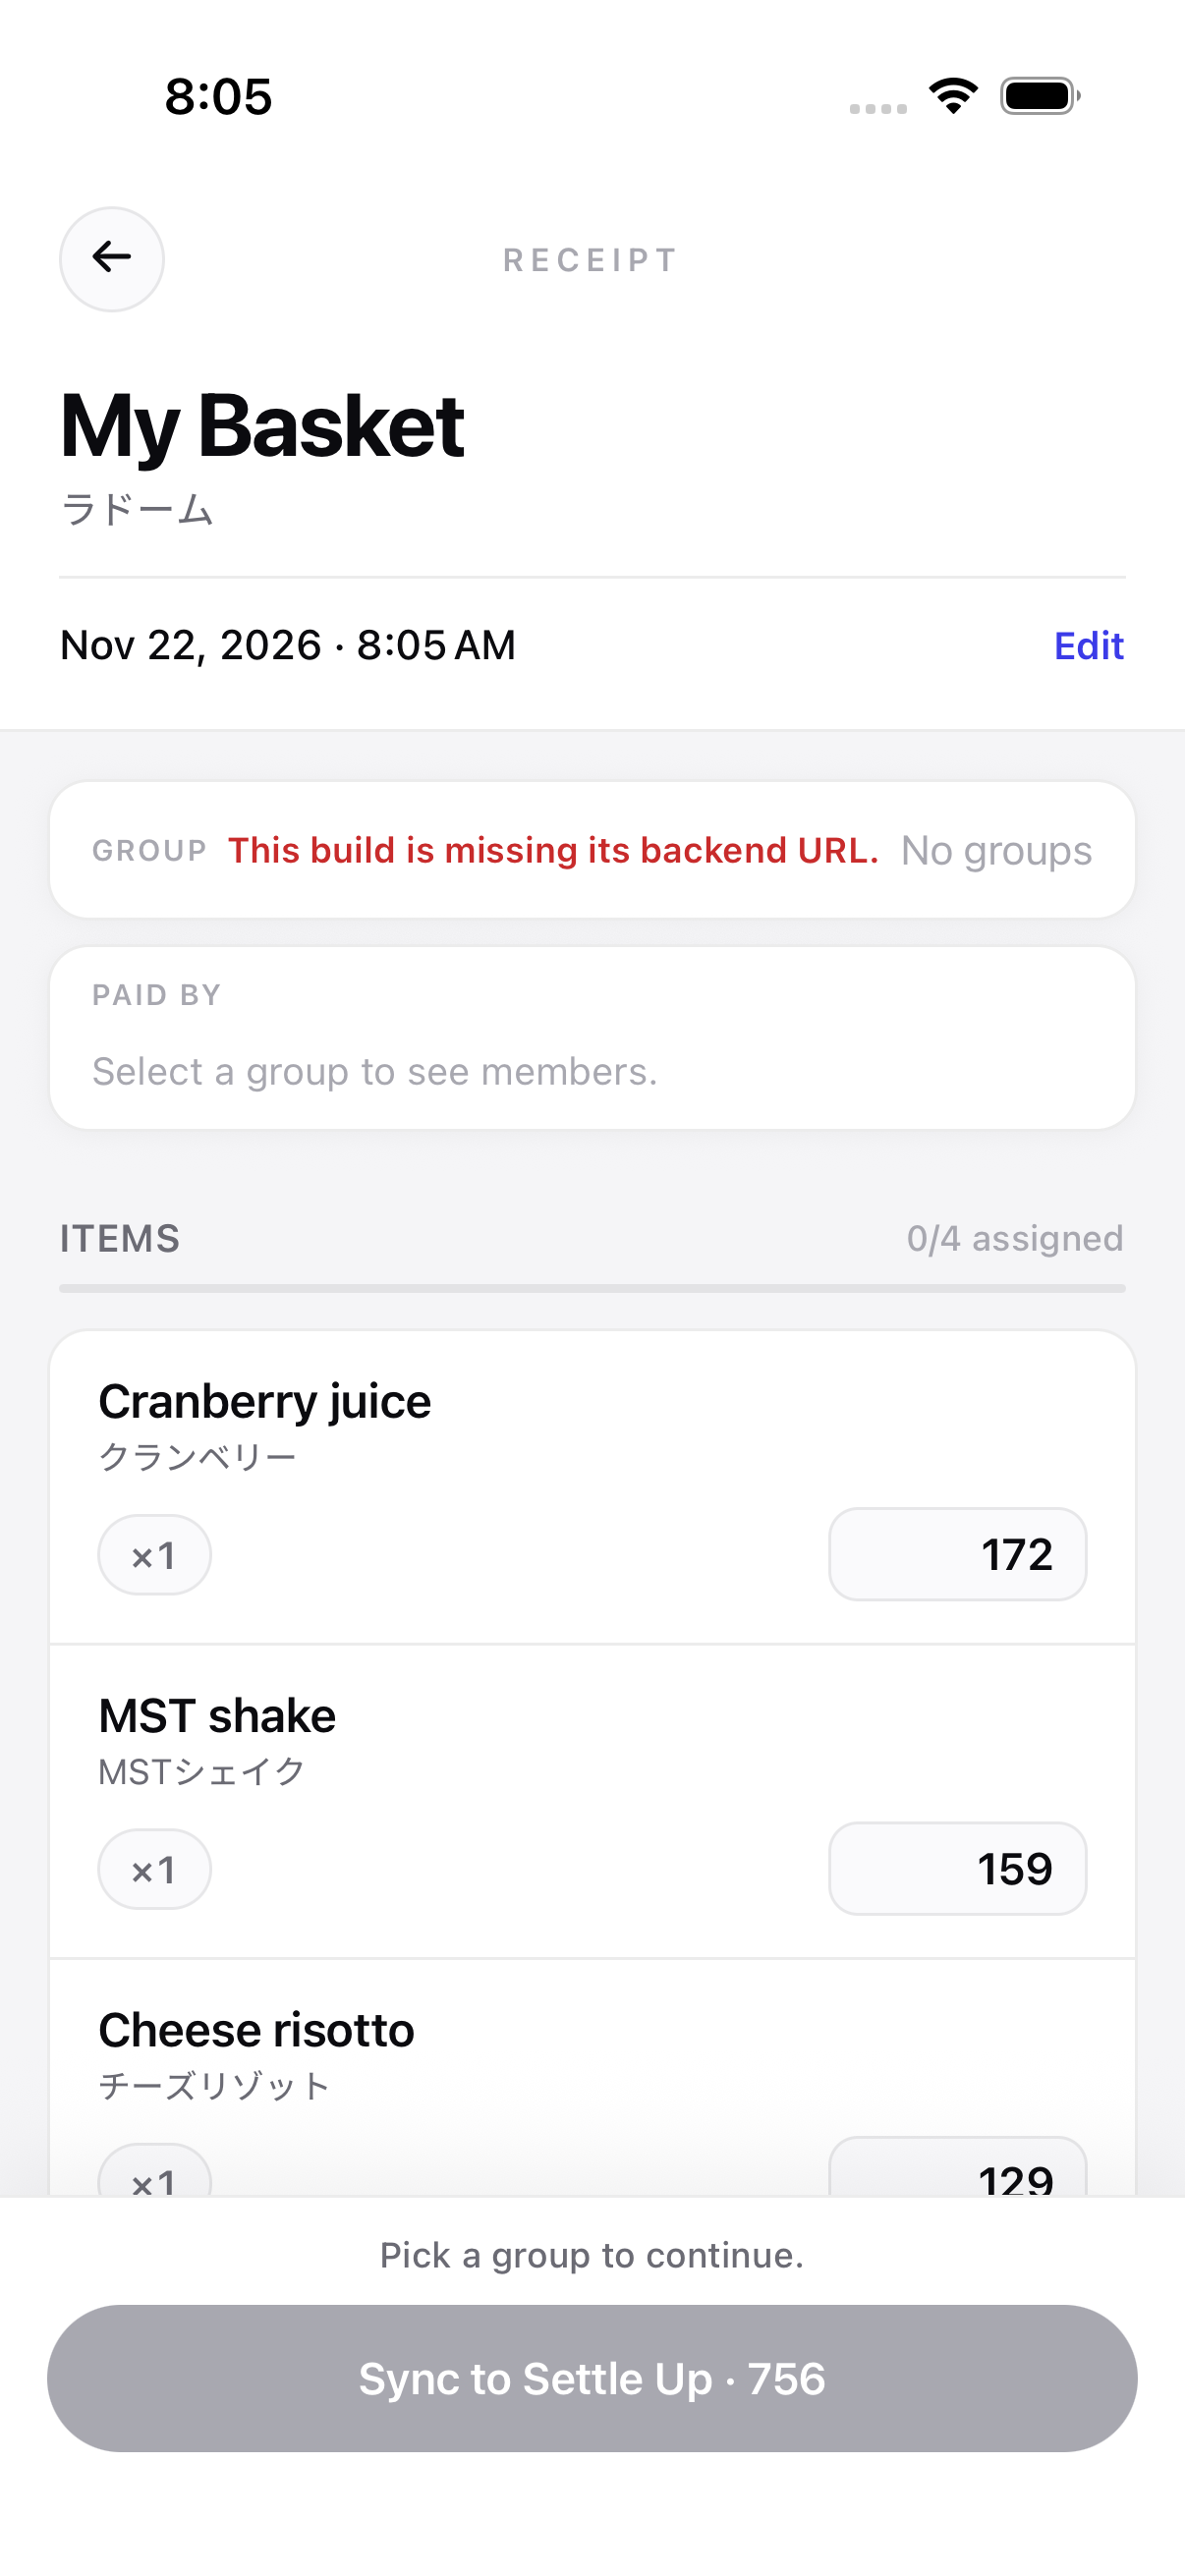 8:05
RECEIPT
My Basket
ラドーム
Nov 22, 2026 · 8:05 AM
Edit
GROUP This build is missing its backend URL. No groups
PAID BY
Select a group to see members.
ITEMS
0/4 assigned
Cranberry juice
クランベリー
×1
172
MST shake
MSTシェイク
×1
159
Cheese risotto
チーズリゾット
×1
129
Pick a group to continue.
Sync to Settle Up · 756